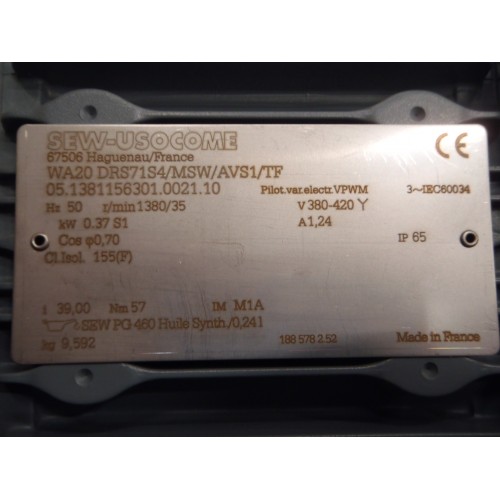 SEW-USOCOME
67506 Haguenau/France
WA20 DRS71S4/MSW/AVS1/TF
05.1381156301.0021.10 Pilot.var.electr.VPWM 3~IEC60034
Hz 50 r/min 1380/35 V 380-420 Y
kW 0.37 S1 A 1,24
Cos φ 0,70 IP 65
Cl.Isol. 155(F)
i 39,00 Nm 57 IM M1A
SEW PG 460 Huile Synth./0,24 l
kg 9,592 188 578 2.52 Made in France
CE